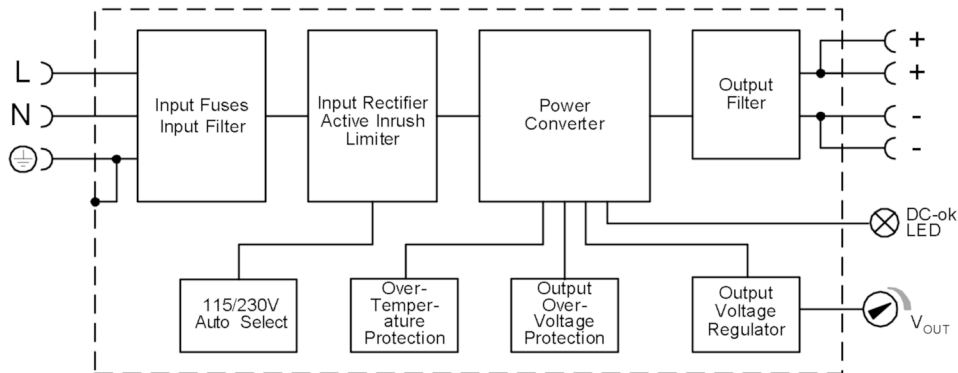 L
N
Input Fuses
Input Filter
Input Rectifier
Active Inrush
Limiter
Power
Converter
Output
Filter
+
+
-
-
DC-ok
LED
115/230V
Auto Select
Over-
Temper-
ature
Protection
Output
Over-
Voltage
Protection
Output
Voltage
Regulator
VOUT